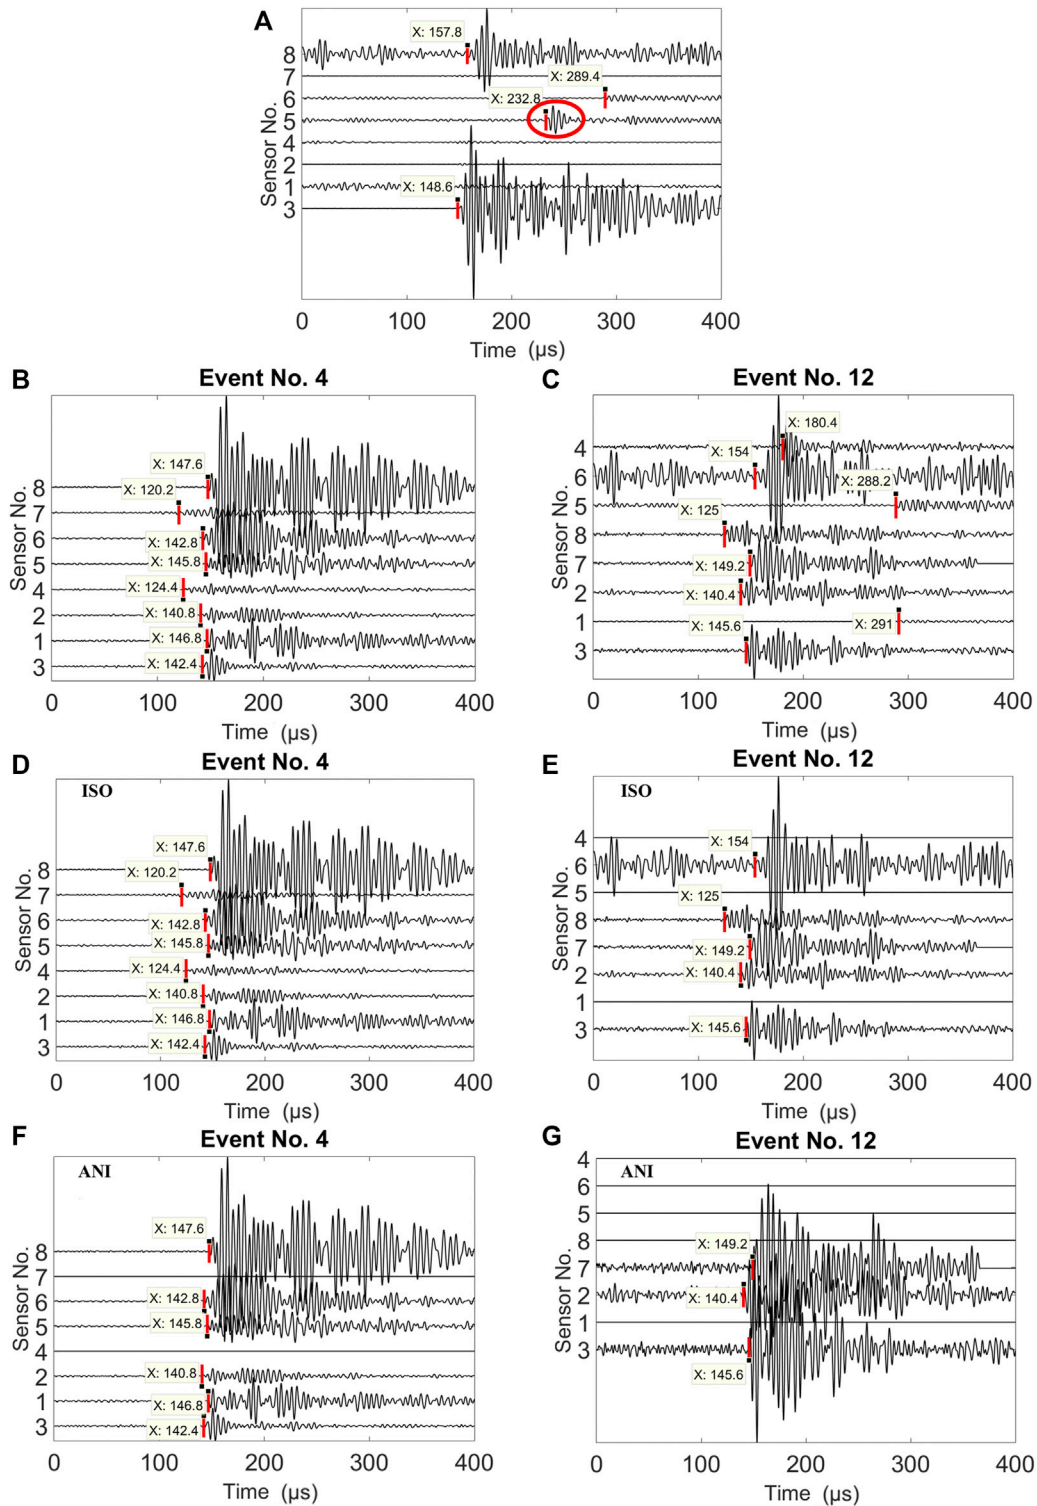 A
X: 157.8
8
7
X: 289.4
6
X: 232.8
5
4
2
X: 148.6
1
3
Sensor No.
0 100 200 300 400
Time (µs)
B
Event No. 4
X: 147.6
8
X: 120.2
7
6
X: 142.8
5
X: 145.8
4
X: 124.4
2
X: 140.8
1
X: 146.8
3
X: 142.4
Sensor No.
0 100 200 300 400
Time (µs)
C
Event No. 12
X: 180.4
4
X: 154
6
X: 288.2
5
X: 125
8
7
X: 149.2
2
X: 140.4
1
X: 145.6
X: 291
3
Sensor No.
0 100 200 300 400
Time (µs)
D
Event No. 4
ISO
X: 147.6
8
X: 120.2
7
6
X: 142.8
5
X: 145.8
4
X: 124.4
2
X: 140.8
1
X: 146.8
3
X: 142.4
Sensor No.
0 100 200 300 400
Time (µs)
E
Event No. 12
ISO
4
X: 154
6
5
X: 125
8
7
X: 149.2
2
X: 140.4
1
3
X: 145.6
Sensor No.
0 100 200 300 400
Time (µs)
F
Event No. 4
ANI
X: 147.6
8
7
6
X: 142.8
5
X: 145.8
4
2
X: 140.8
1
X: 146.8
3
X: 142.4
Sensor No.
0 100 200 300 400
Time (µs)
G
Event No. 12
ANI
4
6
5
8
X: 149.2
7
2
X: 140.4
1
3
X: 145.6
Sensor No.
0 100 200 300 400
Time (µs)